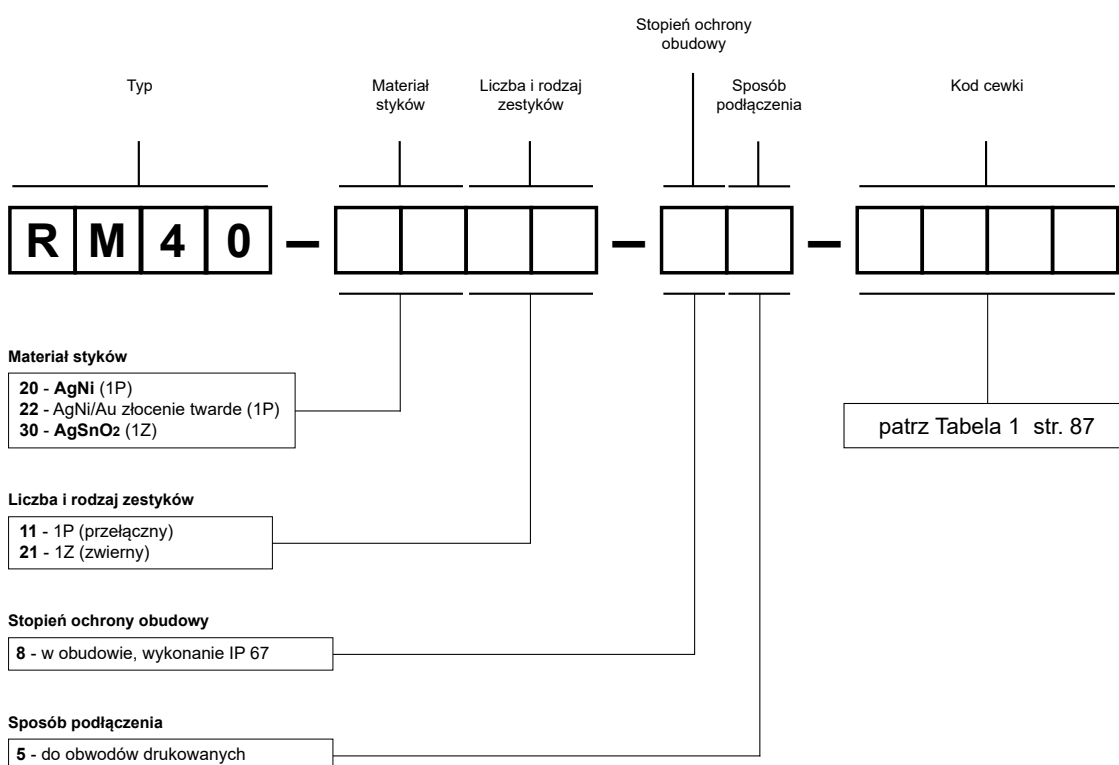 Stopień ochrony
obudowy
Typ
Materiał
styków
Liczba i rodzaj
zestyków
Sposób
podłączenia
Kod cewki
R M 4 0 – – –
Materiał styków
20 - AgNi (1P)
22 - AgNi/Au złocenie twarde (1P)
30 - AgSnO2 (1Z)
patrz Tabela 1 str. 87
Liczba i rodzaj zestyków
11 - 1P (przełączny)
21 - 1Z (zwierny)
Stopień ochrony obudowy
8 - w obudowie, wykonanie IP 67
Sposób podłączenia
5 - do obwodów drukowanych